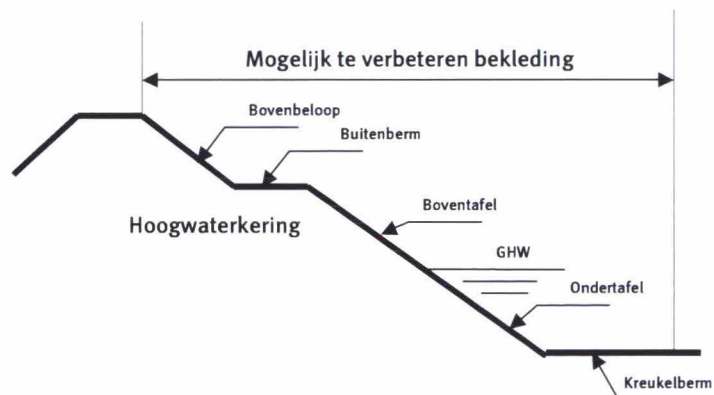 Mogelijk te verbeteren bekleding
Bovenbeloop
Buitenberm
Boventafel
Hoogwaterkering
GHW
Ondertafel
Kreukelberm